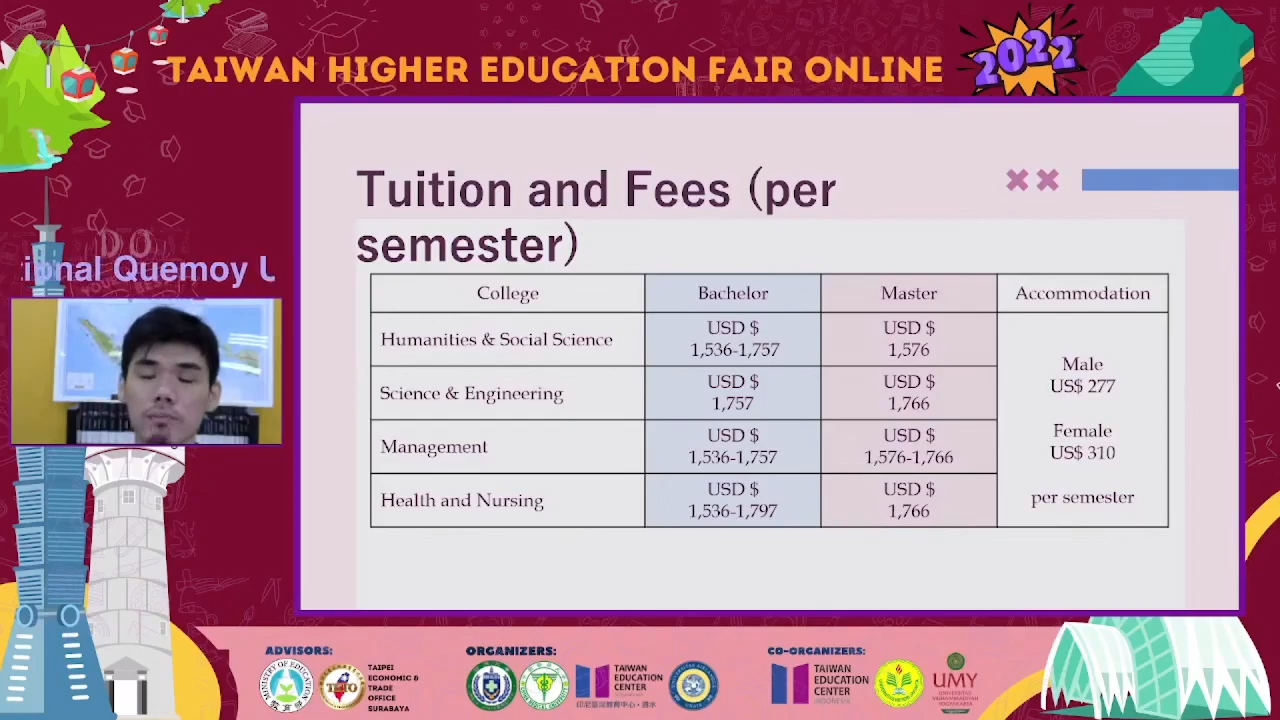 TAIWAN HIGHER EDUCATION FAIR ONLINE
2022
Tuition and Fees (per
semester)
ional Quemoy U
College
Bachelor
Master
Accommodation
Humanities & Social Science
USD $
1,536-1,757
USD $
1,576
Science & Engineering
USD $
1,757
USD $
1,766
Management
USD $
1,536-1,757
USD $
1,576-1,766
Health and Nursing
USD $
1,536-1,797
USD $
1,766
Male
US$ 277
Female
US$ 310
per semester
ADVISORS:
TAIPEI
ECONOMIC &
TRADE
OFFICE
SURABAYA
ORGANIZERS:
TAIWAN
EDUCATION
CENTER
CO-ORGANIZERS:
TAIWAN
EDUCATION
CENTER
INDONESIA
UMY